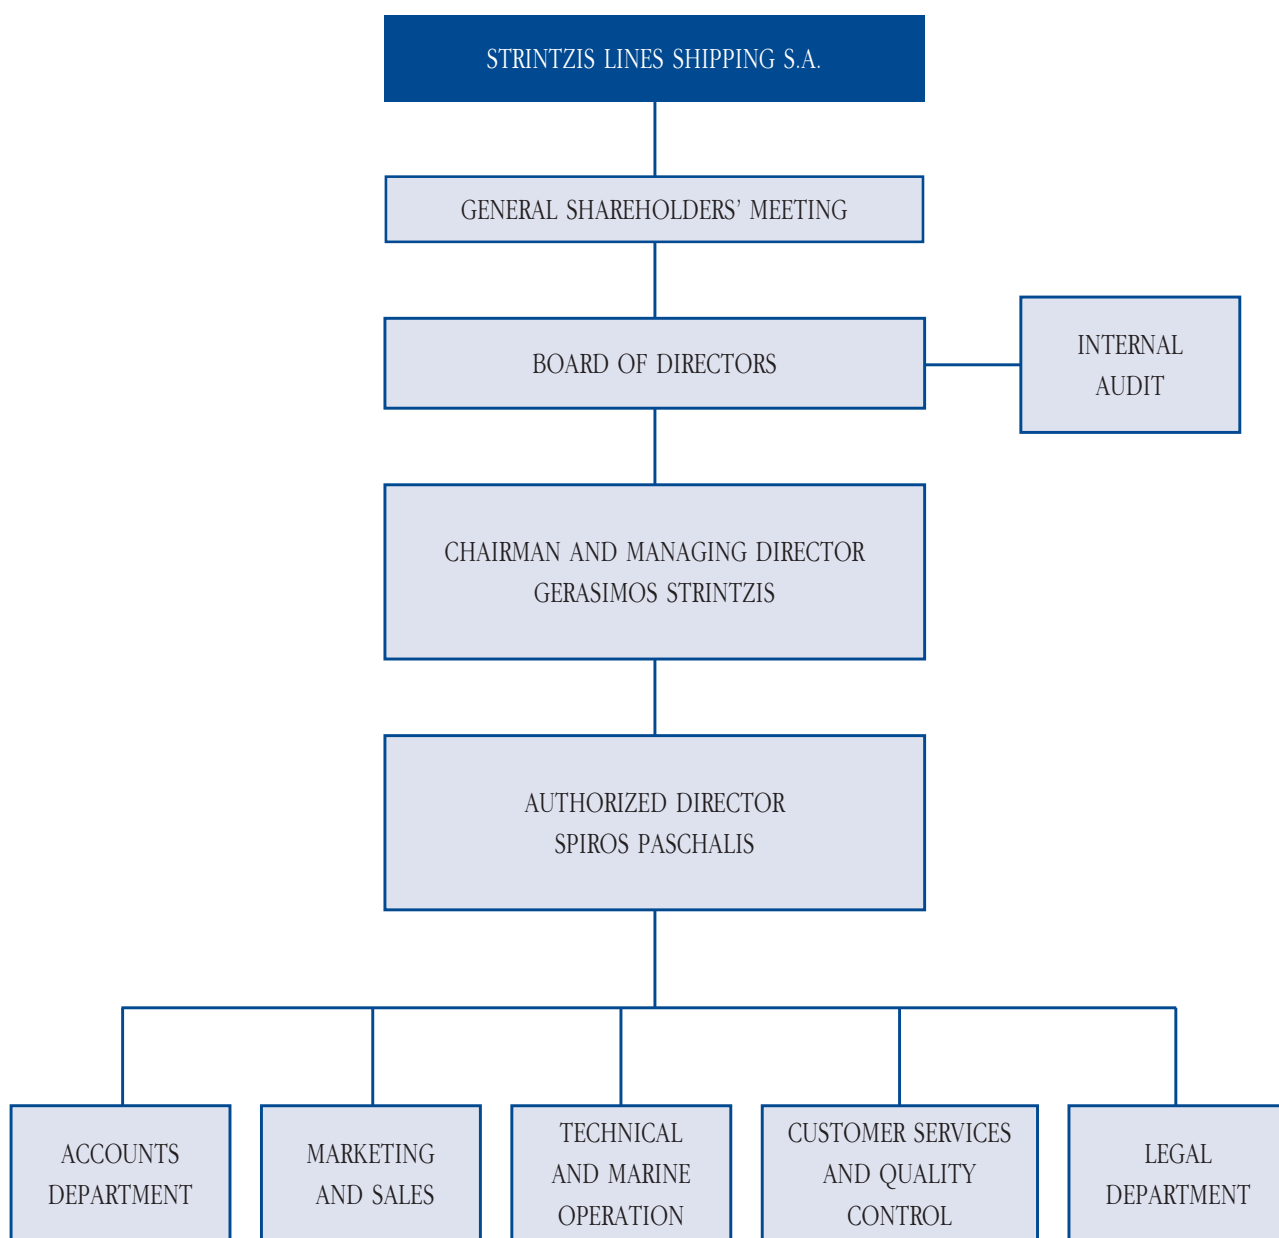 STRINTZIS LINES SHIPPING S.A.
GENERAL SHAREHOLDERS' MEETING
BOARD OF DIRECTORS
INTERNAL
AUDIT
CHAIRMAN AND MANAGING DIRECTOR
GERASIMOS STRINTZIS
AUTHORIZED DIRECTOR
SPIROS PASCHALIS
ACCOUNTS
DEPARTMENT
MARKETING
AND SALES
TECHNICAL
AND MARINE
OPERATION
CUSTOMER SERVICES
AND QUALITY
CONTROL
LEGAL
DEPARTMENT